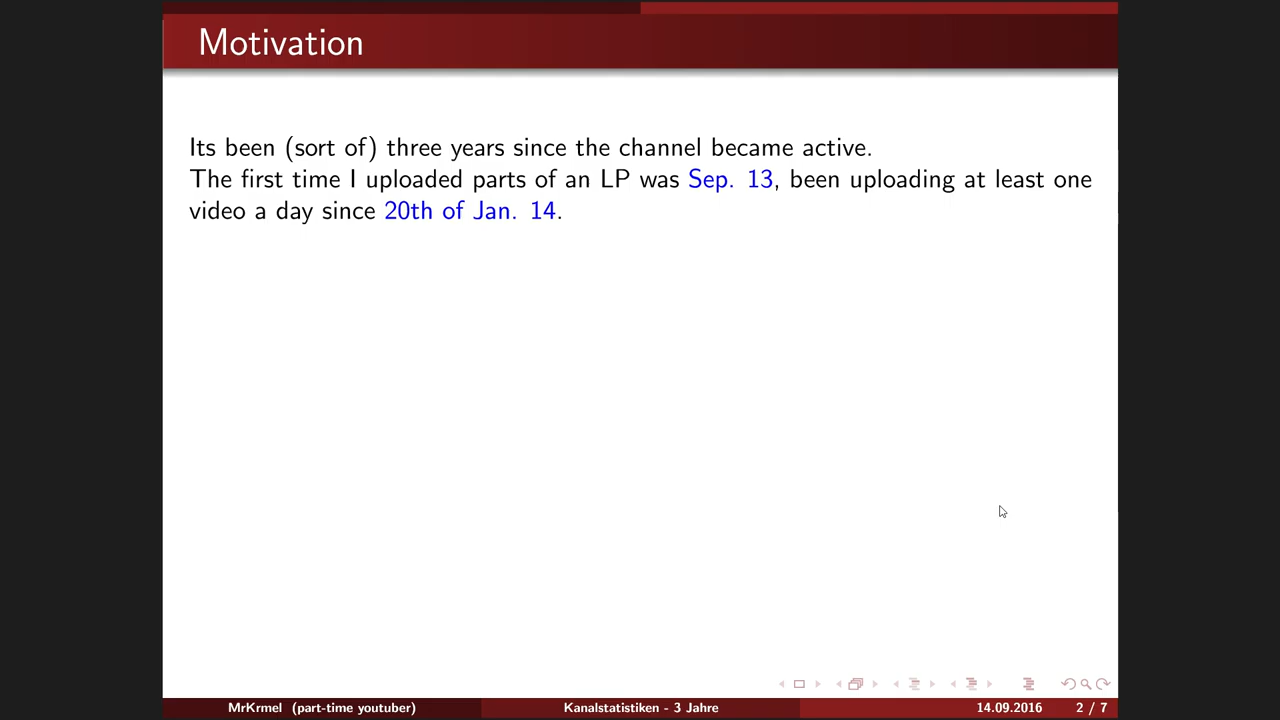 Motivation
Its been (sort of) three years since the channel became active.
The first time I uploaded parts of an LP was Sep. 13, been uploading at least one
video a day since 20th of Jan. 14.
MrKrmel (part-time youtuber)
Kanalstatistiken - 3 Jahre
14.09.2016
2 / 7